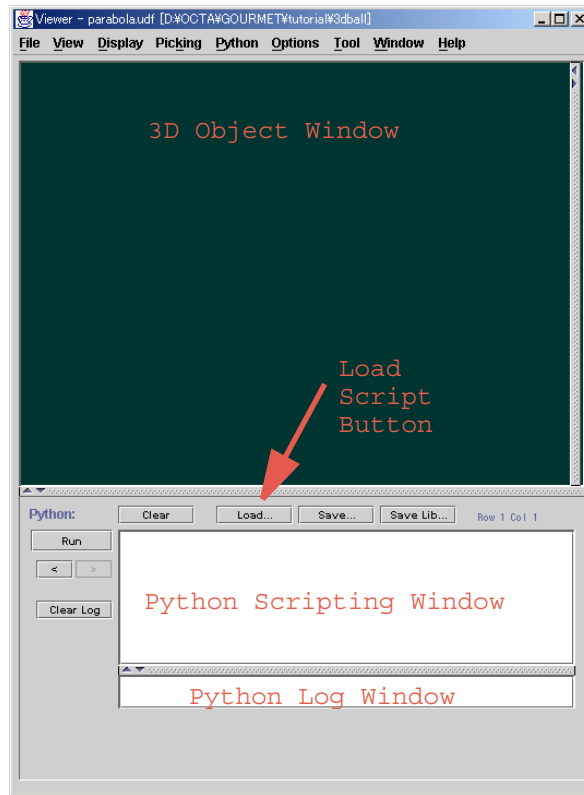 Viewer - parabola.udf [D:¥OCTA¥GOURMET¥tutorial¥3dball]
File View Display Picking Python Options Tool Window Help
3D Object Window
Load
Script
Button
Python:
Clear Load... Save... Save Lib... Row 1 Col 1
Run
< >
Clear Log
Python Scripting Window
Python Log Window